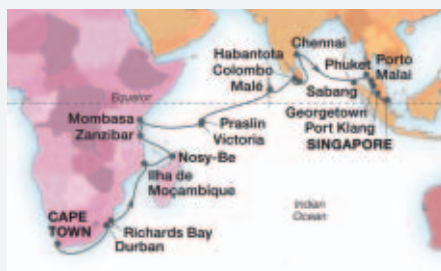 Chennai
Habantota
Colombo
Malé
Phuket
Porto
Malai
Sabang
Equator
Georgetown
Port Klang
SINGAPORE
Mombasa
Zanzibar
Praslin
Victoria
Nosy-Be
Ilha de
Moçambique
Indian
Ocean
CAPE
TOWN
Richards Bay
Durban